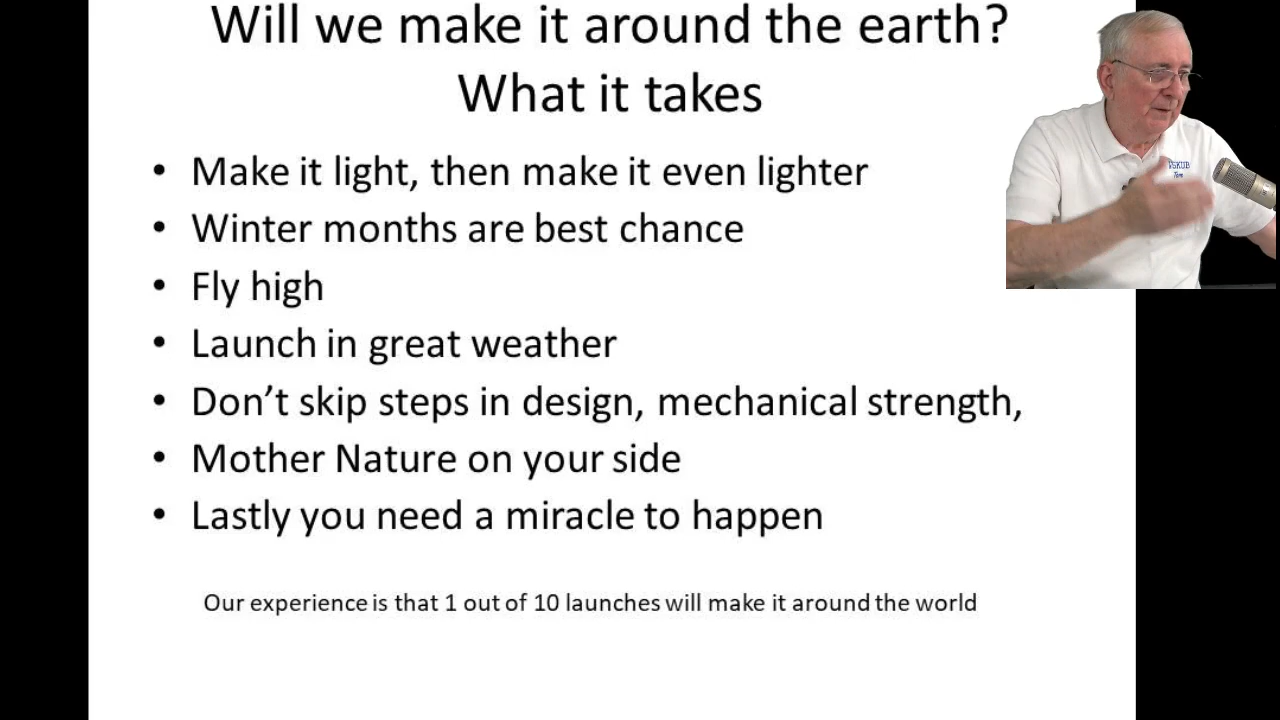 Will we make it around the earth?
What it takes
• Make it light, then make it even lighter
• Winter months are best chance
• Fly high
• Launch in great weather
• Don’t skip steps in design, mechanical strength,
• Mother Nature on your side
• Lastly you need a miracle to happen
Our experience is that 1 out of 10 launches will make it around the world
Tom